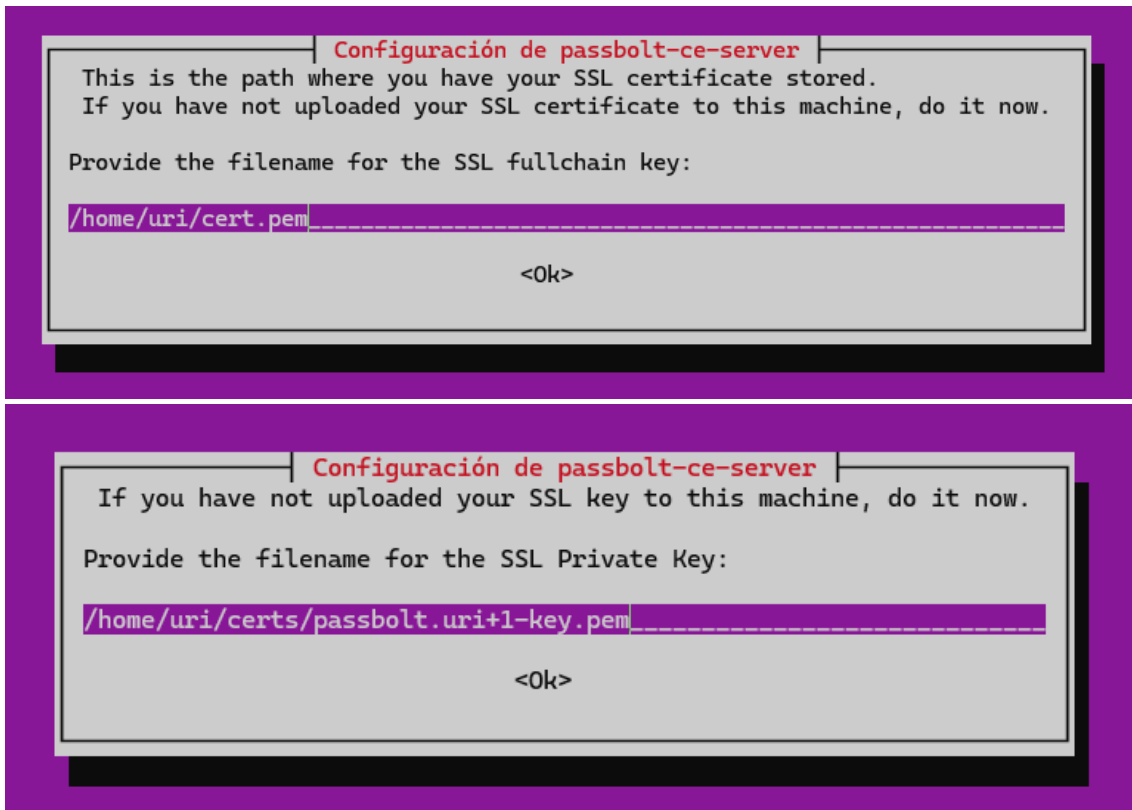 Configuración de passbolt-ce-server
This is the path where you have your SSL certificate stored.
If you have not uploaded your SSL certificate to this machine, do it now.
Provide the filename for the SSL fullchain key:
/home/uri/cert.pem
<Ok>
Configuración de passbolt-ce-server
If you have not uploaded your SSL key to this machine, do it now.
Provide the filename for the SSL Private Key:
/home/uri/certs/passbolt.uri+1-key.pem
<Ok>